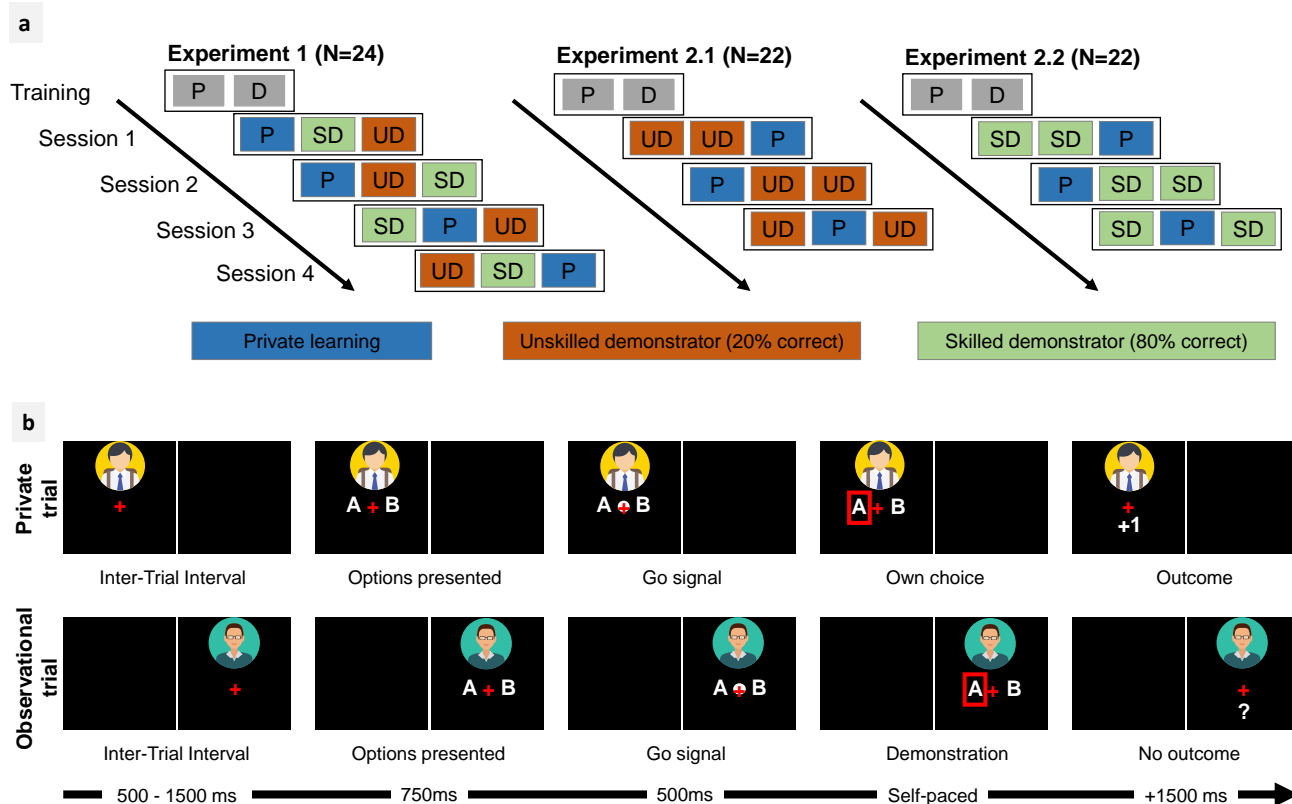 a
Experiment 1 (N=24)
Experiment 2.1 (N=22)
Experiment 2.2 (N=22)
Training
P D
P D
P D
Session 1
P SD UD
UD UD P
SD SD P
Session 2
P UD SD
P UD UD
P SD SD
Session 3
SD P UD
UD P UD
SD P SD
Session 4
UD SD P
Private learning
Unskilled demonstrator (20% correct)
Skilled demonstrator (80% correct)
b
Private trial
+
A + B
A + B
A + B
+
+1
Inter-Trial Interval
Options presented
Go signal
Own choice
Outcome
Observational trial
+
A + B
A + B
A + B
+
?
Inter-Trial Interval
Options presented
Go signal
Demonstration
No outcome
500 - 1500 ms
750ms
500ms
Self-paced
+1500 ms